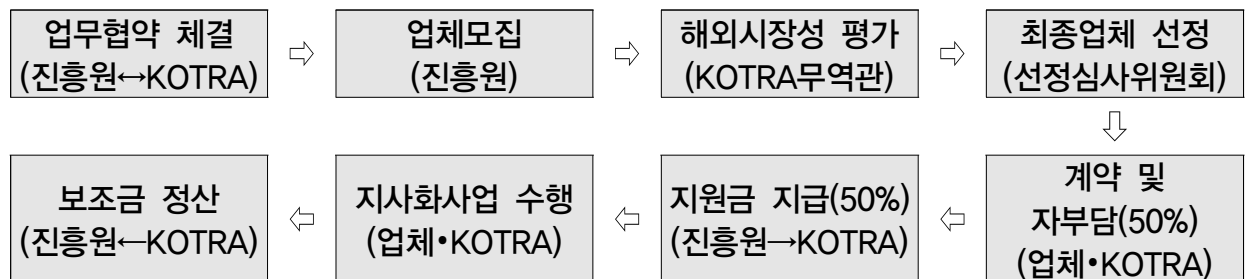 업무협약 체결
(진흥원↔KOTRA)
⇨
업체모집
(진흥원)
⇨
해외시장성 평가
(KOTRA무역관)
⇨
최종업체 선정
(선정심사위원회)
⇩
계약 및
자부담(50%)
(업체•KOTRA)
⇦
지원금 지급(50%)
(진흥원→KOTRA)
⇦
지사화사업 수행
(업체•KOTRA)
⇦
보조금 정산
(진흥원←KOTRA)